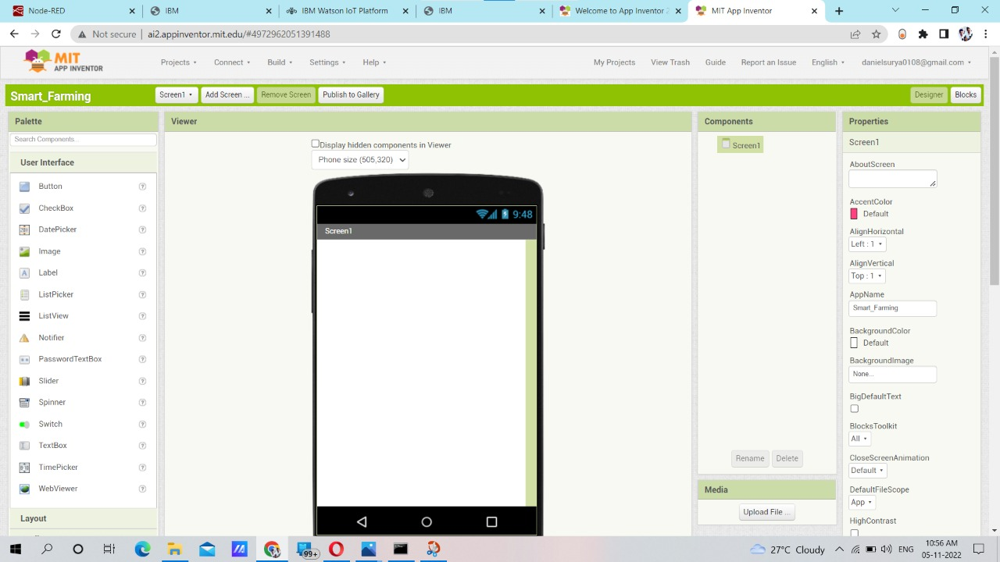 Node-RED
IBM
IBM Watson IoT Platform
IBM
Welcome to App Inventor 2
MIT App Inventor
Not secure | ai2.appinventor.mit.edu/#4972962051391488
MIT
APP INVENTOR
Projects Connect Build Settings Help My Projects View Trash Guide Report an Issue English danielsurya0108@gmail.com
Smart_Farming Screen1 Add Screen ... Remove Screen Publish to Gallery Designer Blocks
Palette
Search Components...
User Interface
Button ?
CheckBox ?
DatePicker ?
Image ?
Label ?
ListPicker ?
ListView ?
Notifier ?
PasswordTextBox ?
Slider ?
Spinner ?
Switch ?
TextBox ?
TimePicker ?
WebViewer ?
Layout
Viewer
Display hidden components in Viewer
Phone size (505,320)
9:48
Screen1
Components
Screen1
Rename Delete
Media
Upload File ...
Properties
Screen1
AboutScreen
AccentColor
Default
AlignHorizontal
Left : 1
AlignVertical
Top : 1
AppName
Smart_Farming
BackgroundColor
Default
BackgroundImage
None...
BigDefaultText
BlocksToolkit
All
CloseScreenAnimation
Default
DefaultFileScope
App
HighContrast
99+
27°C Cloudy
ENG
10:56 AM
05-11-2022